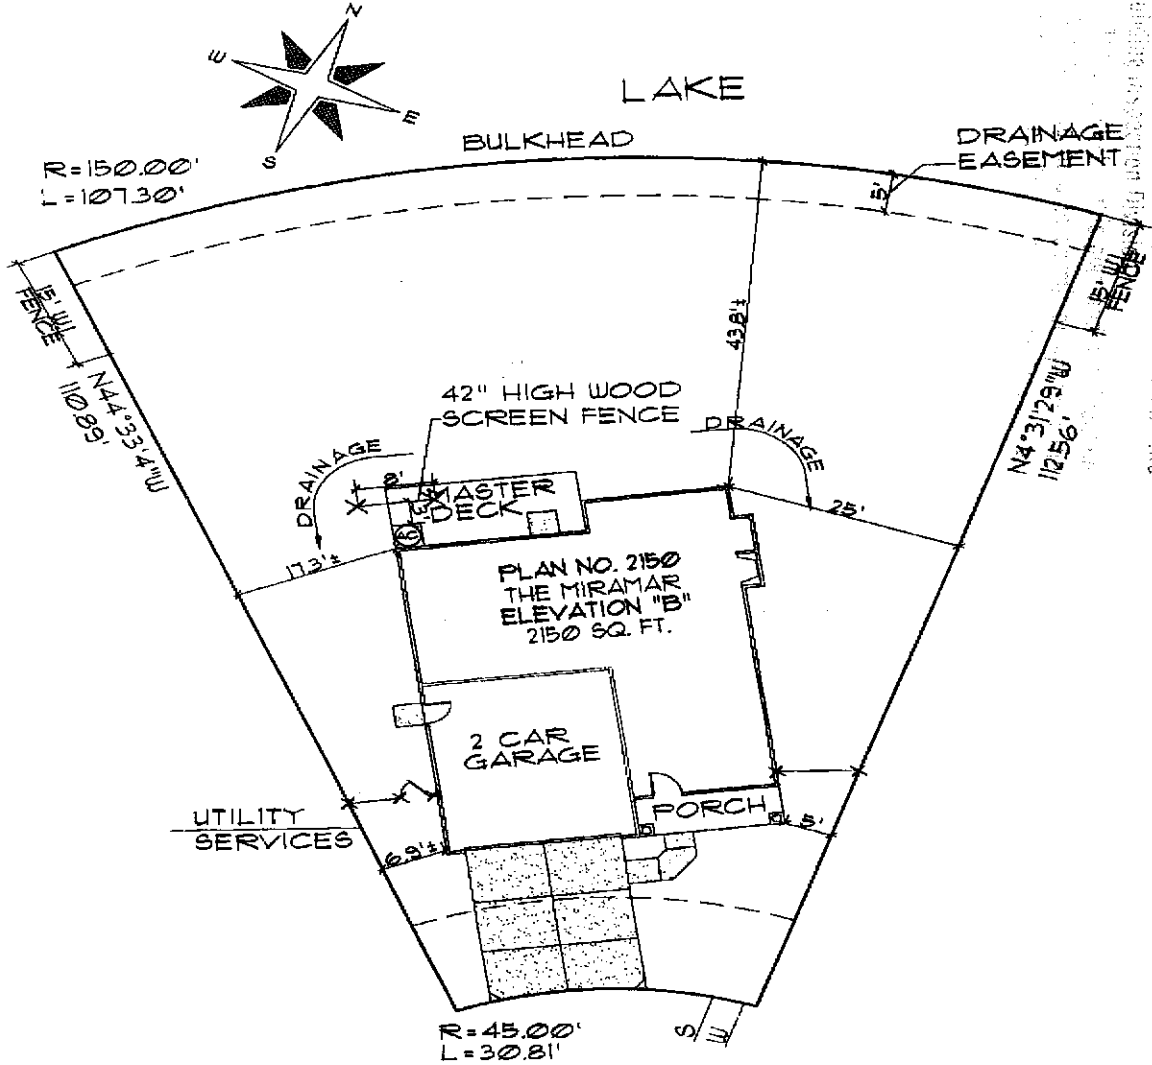 N
W
E
S
LAKE
BULKHEAD
DRAINAGE
EASEMENT
R=150.00'
L=107.30'
5'
15' W/
FENCE
15' W/
FENCE
43.8'±
N44°33'4"W
110.89'
N4°31'29"W
112.56'
42" HIGH WOOD
SCREEN FENCE
DRAINAGE
DRAINAGE
8'
MASTER
DECK
25'
17.3'±
PLAN NO. 2150
THE MIRAMAR
ELEVATION "B"
2150 SQ. FT.
2 CAR
GARAGE
PORCH
UTILITY
SERVICES
5'
6.9'±
R=45.00'
L=30.81'
S
W